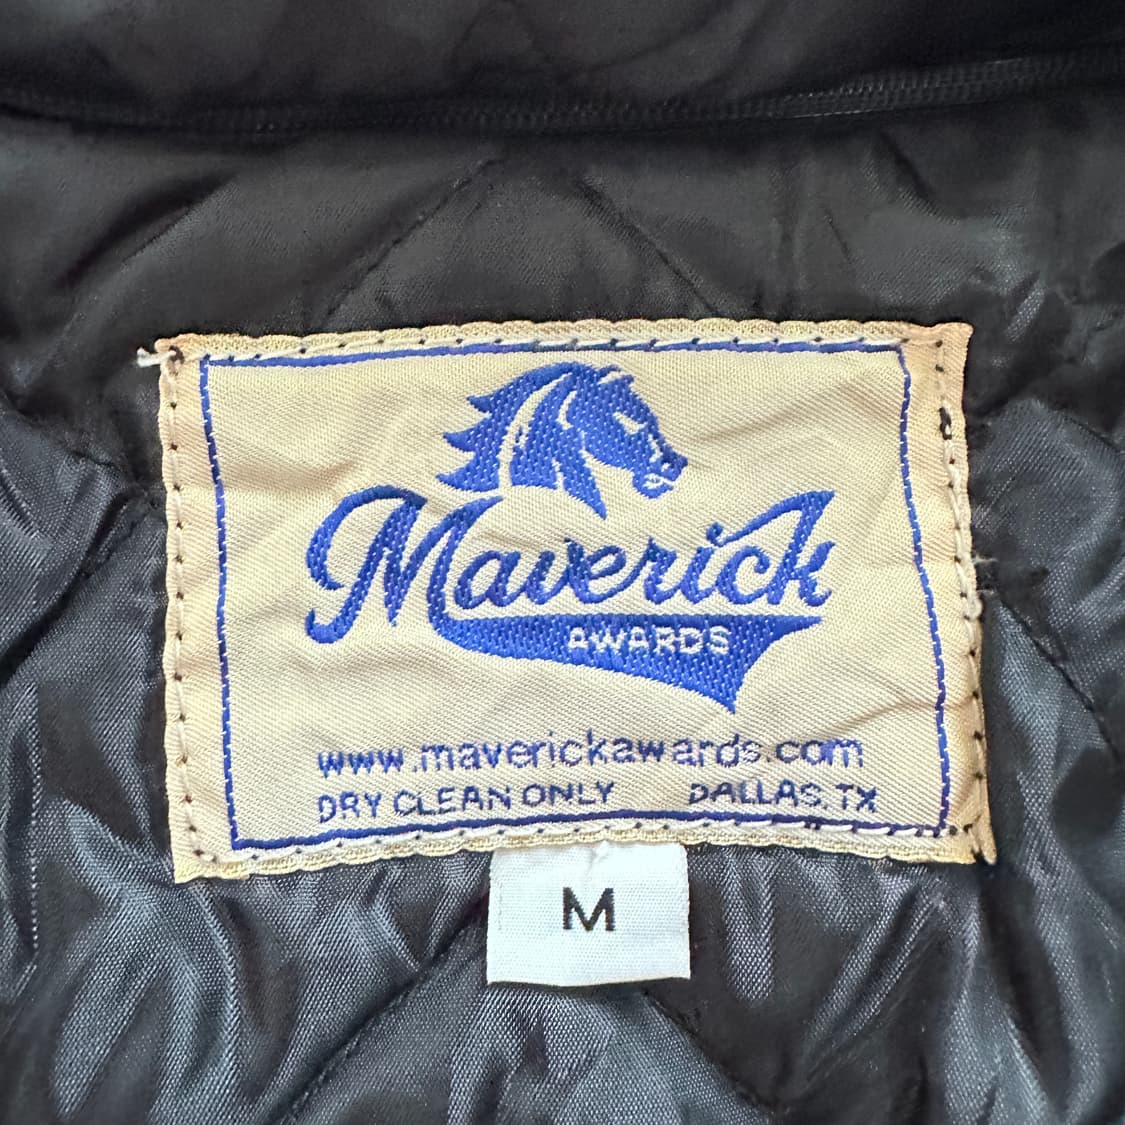 Maverick
AWARDS
www.maverickawards.com
DRY CLEAN ONLY DALLAS, TX
M